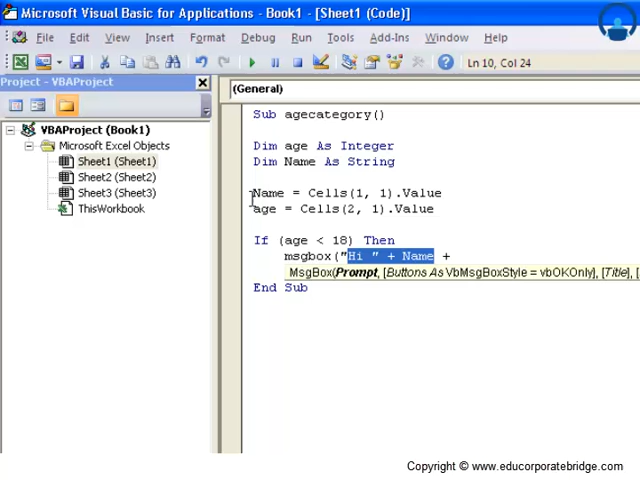 Microsoft Visual Basic for Applications - Book1 - [Sheet1 (Code)]
File Edit View Insert Format Debug Run Tools Add-Ins Window Help
Ln 10, Col 24
Project - VBAProject
(General)
VBAProject (Book1)
Microsoft Excel Objects
Sheet1 (Sheet1)
Sheet2 (Sheet2)
Sheet3 (Sheet3)
ThisWorkbook
Sub agecategory()
Dim age As Integer
Dim Name As String
Name = Cells(1, 1).Value
age = Cells(2, 1).Value
If (age < 18) Then
msgbox("Hi " + Name +
MsgBox(Prompt, [Buttons As VbMsgBoxStyle = vbOKOnly], [Title], [
End Sub
Copyright © www.educorporatebridge.com